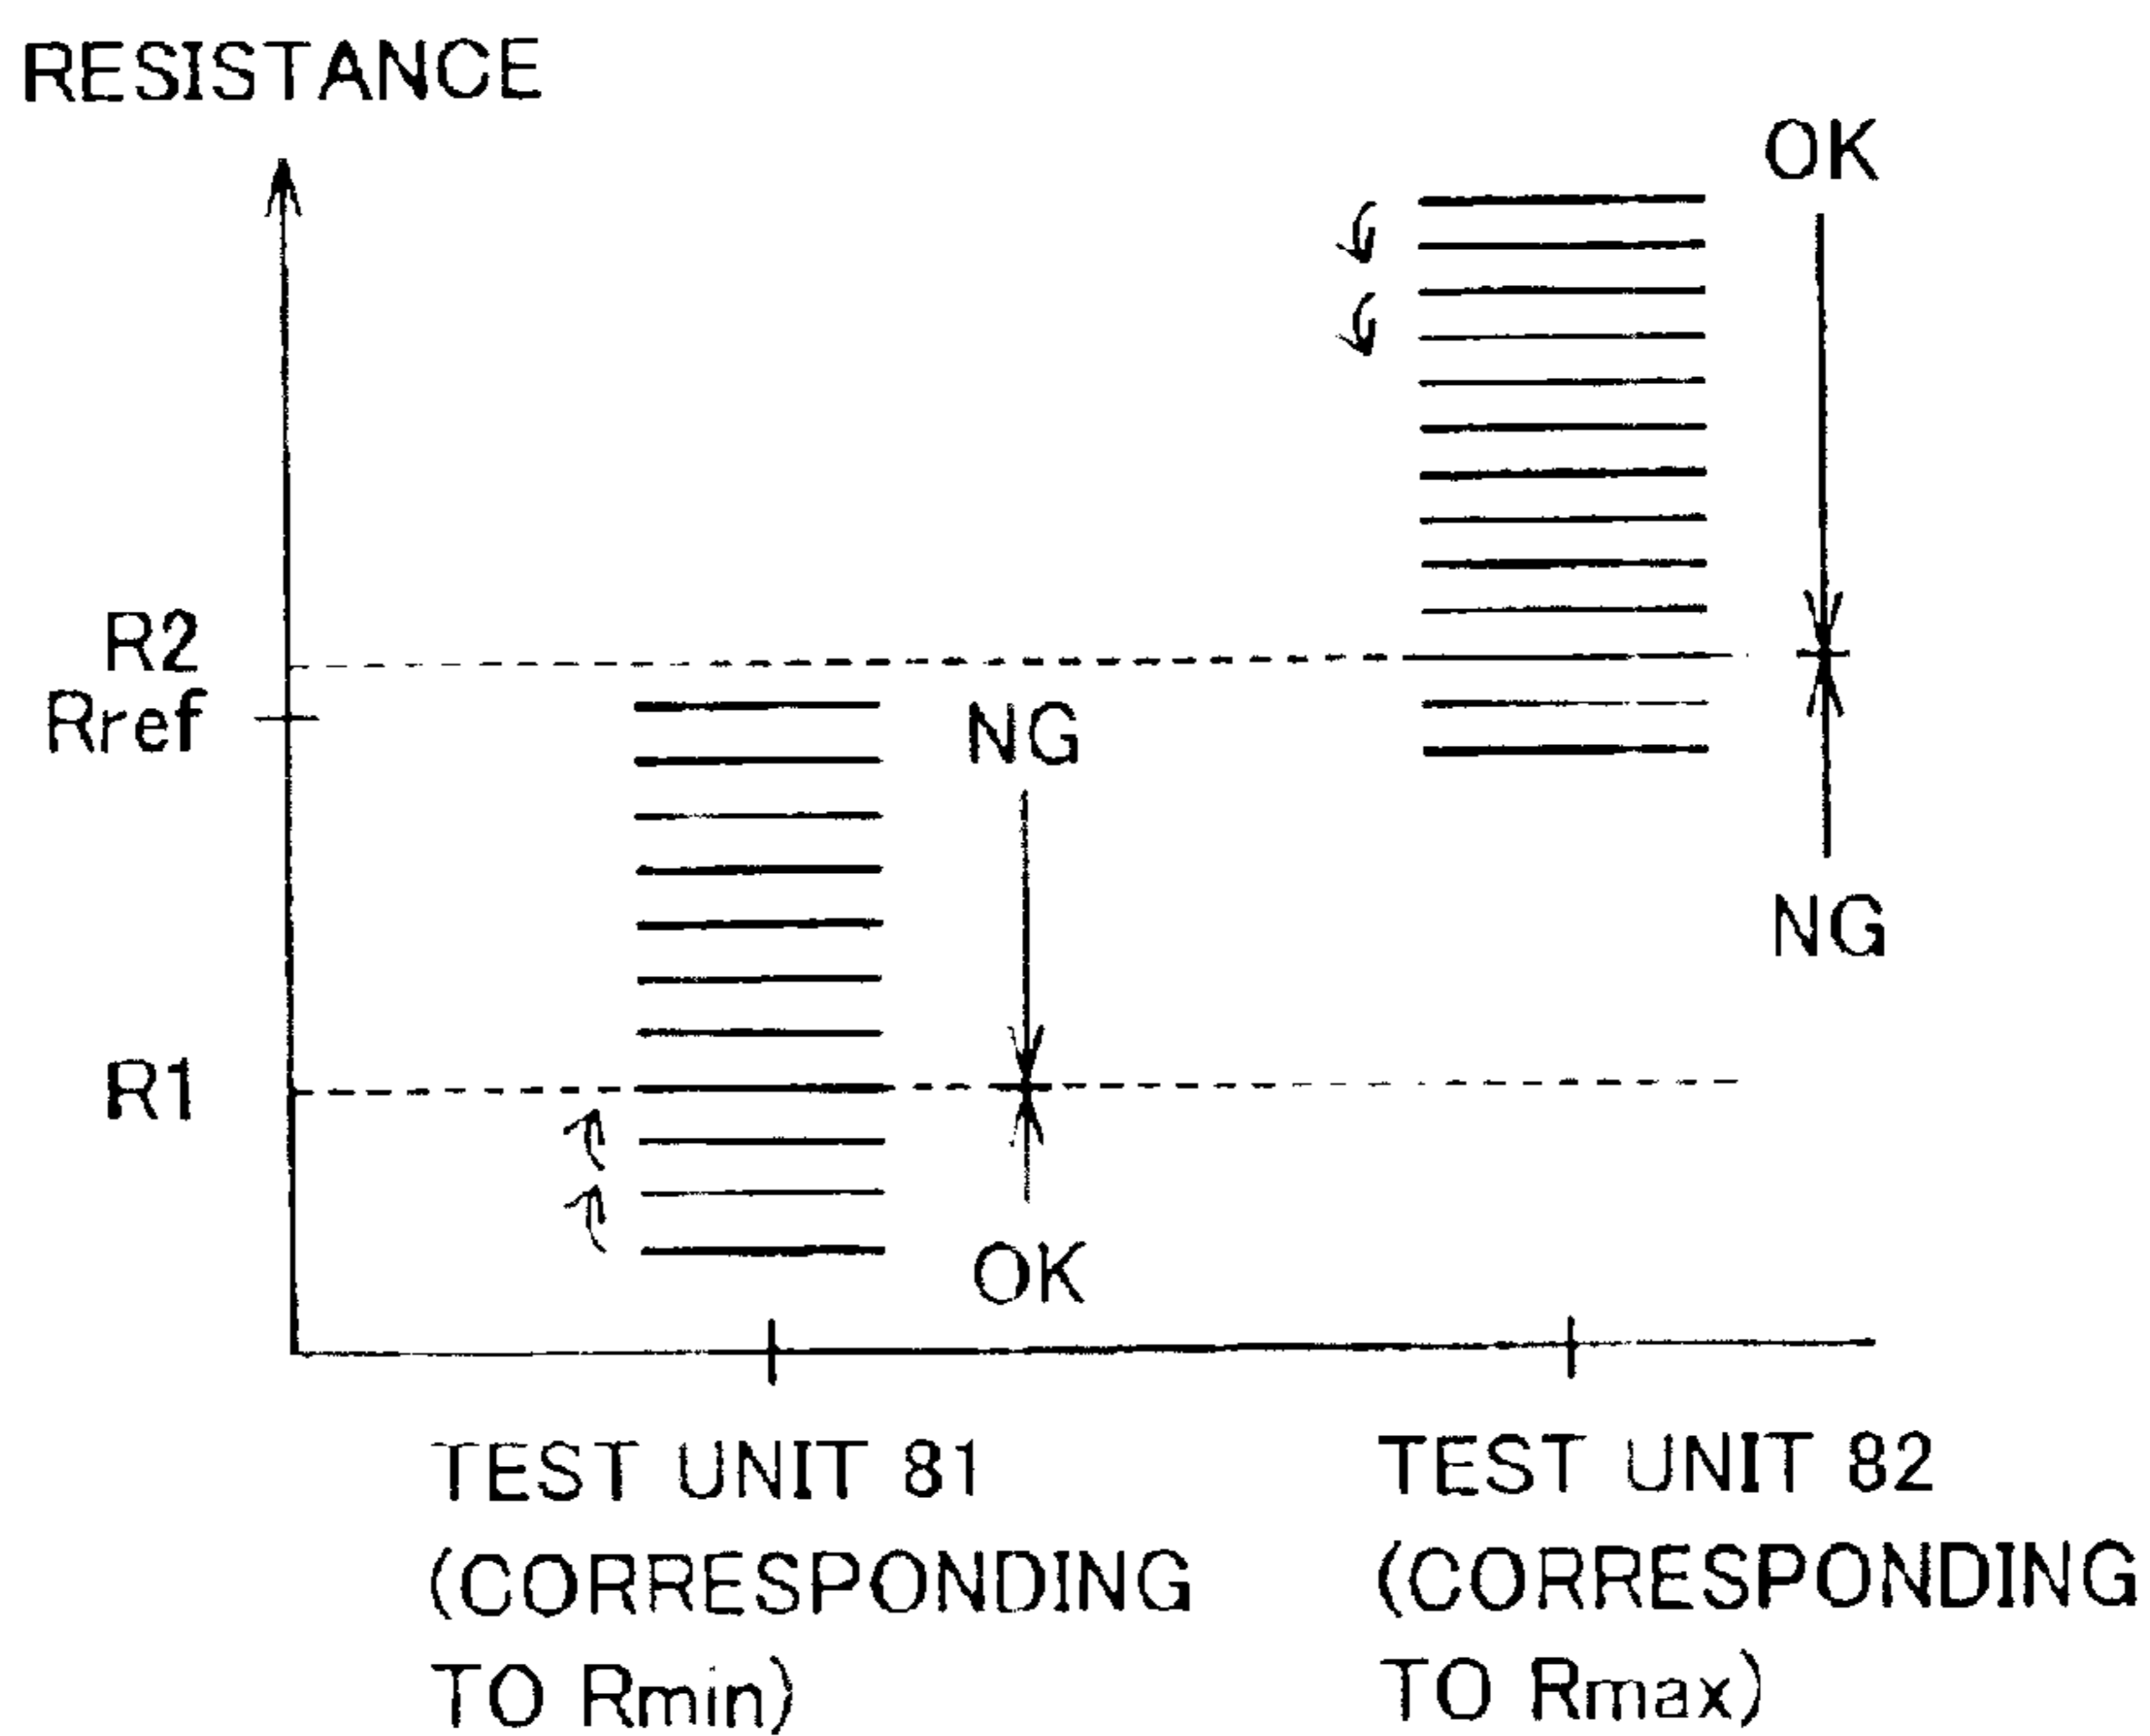 RESISTANCE
OK
R2
Rref
NG
NG
R1
OK
TEST UNIT 81
(CORRESPONDING
TO Rmin)
TEST UNIT 82
(CORRESPONDING
TO Rmax)